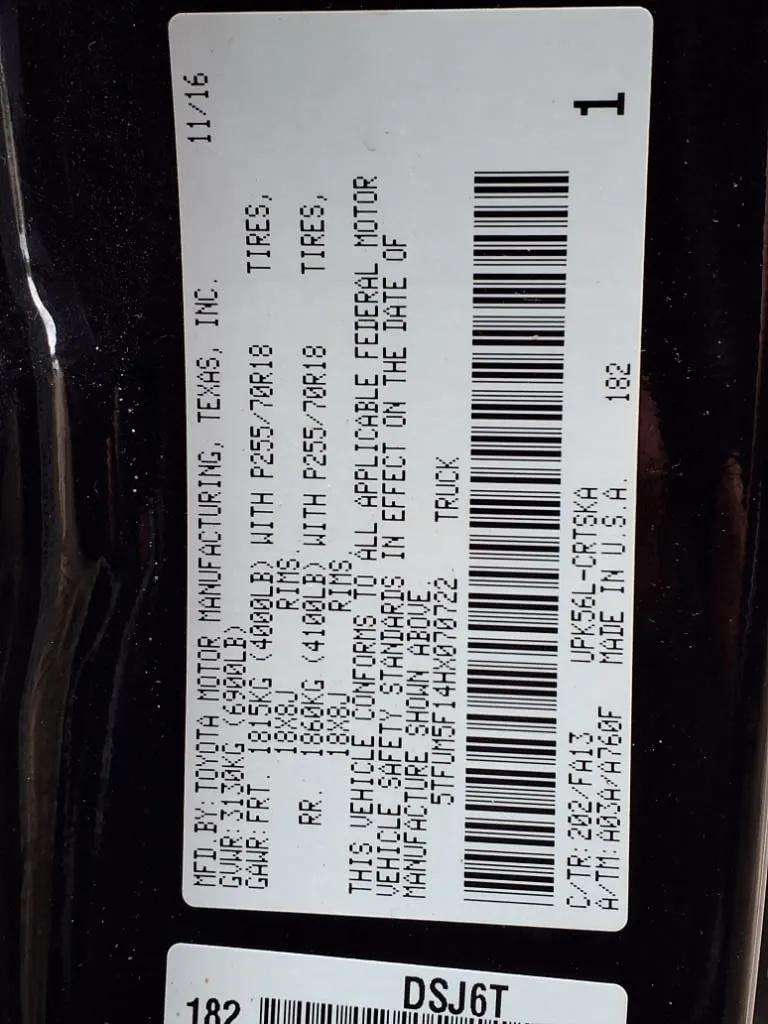 MFD BY:TOYOTA MOTOR MANUFACTURING, TEXAS, INC. 11/16
GVWR:3130KG (6900LB)
GAWR:FRT. 1815KG (4000LB) WITH P255/70R18 TIRES,
18X8J RIMS,
RR. 1860KG (4100LB) WITH P255/70R18 TIRES,
18X8J RIMS,
THIS VEHICLE CONFORMS TO ALL APPLICABLE FEDERAL MOTOR
VEHICLE SAFETY STANDARDS IN EFFECT ON THE DATE OF
MANUFACTURE SHOWN ABOVE.
5TFUM5F14HX070722 TRUCK
C/TR:202/FA13 UPK56L-CRTSKA
A/TM:A03A/A760F MADE IN U.S.A. 182
1
182
DSJ6T